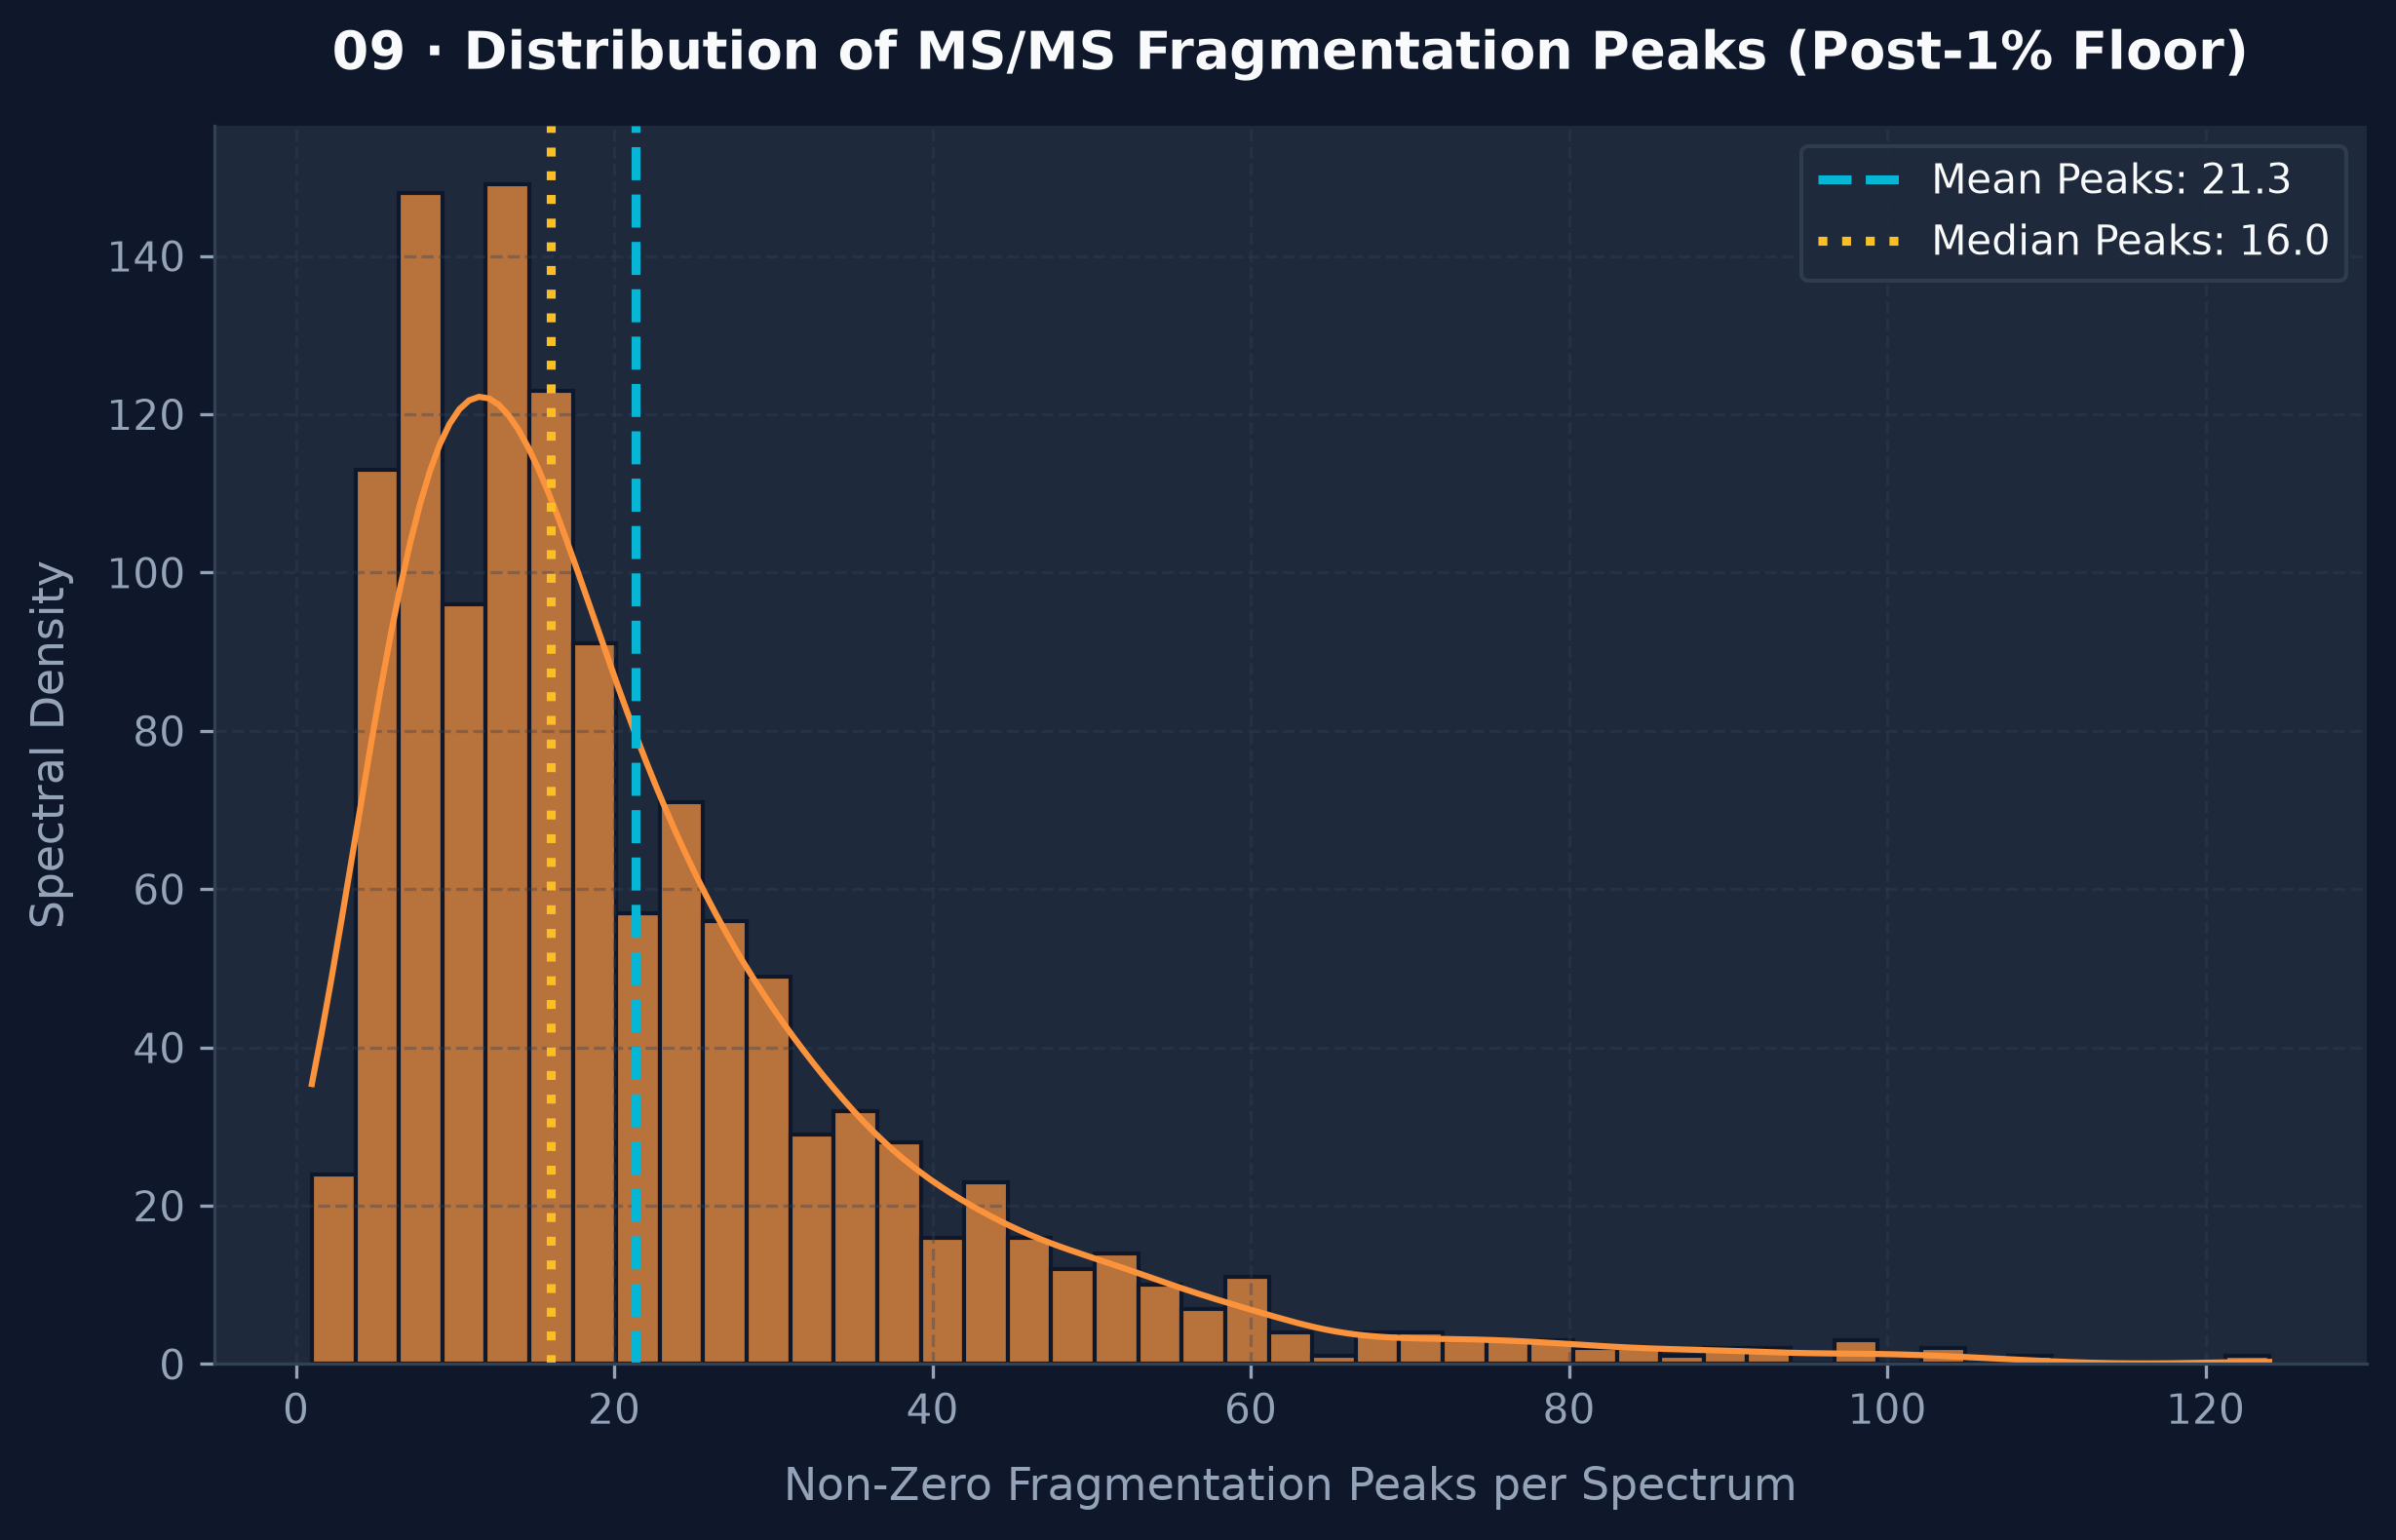 09 · Distribution of MS/MS Fragmentation Peaks (Post-1% Floor)
Mean Peaks: 21.3
Median Peaks: 16.0
Spectral Density
140
120
100
80
60
40
20
0
0 20 40 60 80 100 120
Non-Zero Fragmentation Peaks per Spectrum